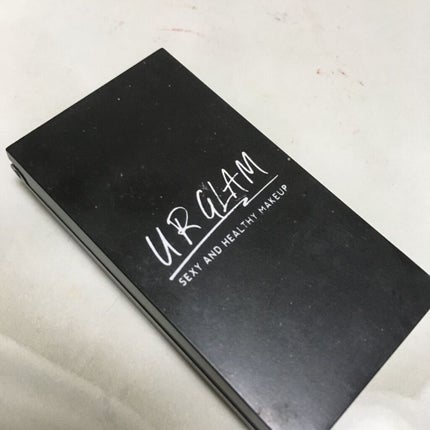 UR GLAM
SEXY AND HEALTHY MAKEUP